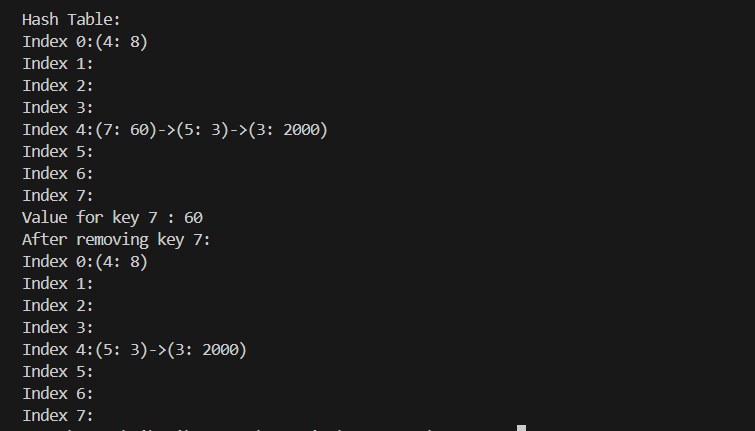 Hash Table:
Index 0:(4: 8)
Index 1:
Index 2:
Index 3:
Index 4:(7: 60)->(5: 3)->(3: 2000)
Index 5:
Index 6:
Index 7:
Value for key 7 : 60
After removing key 7:
Index 0:(4: 8)
Index 1:
Index 2:
Index 3:
Index 4:(5: 3)->(3: 2000)
Index 5:
Index 6:
Index 7: